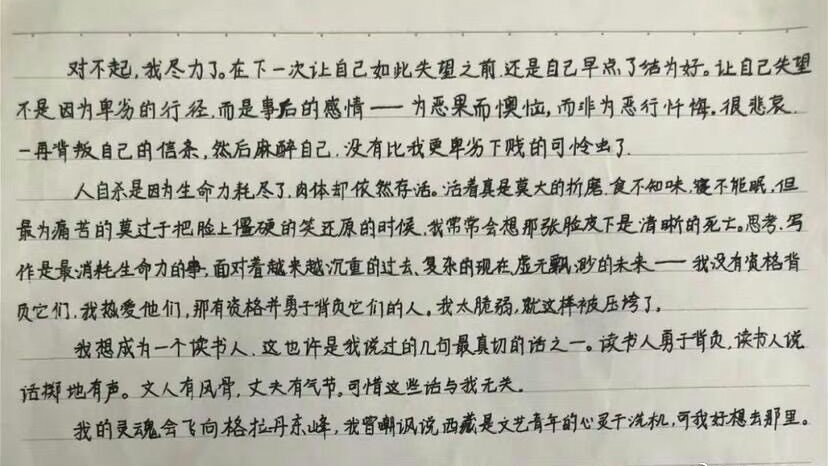 对不起，我尽力了。在下一次让自己如此失望之前，还是自己早点了结为好。让自己失望
不是因为卑劣的行径，而是事后的感情——为恶果而懊恼，而非为恶行忏悔。很悲哀，
一再背叛自己的信条，然后麻醉自己，没有比我更卑劣下贱的可怜虫了。
人自杀是因为生命力耗尽了，肉体却依然存活。活着真是莫大的折磨，食不知味，寝不能眠，但
最为痛苦的莫过于把脸上僵硬的笑还原的时候，我常常会想那张脸皮下是清晰的死亡。思考、写
作是最消耗生命力的事，面对着越来越沉重的过去、复杂的现在、虚无飘渺的未来——我没有资格背
负它们，我热爱他们，那有资格并勇于背负它们的人。我太脆弱，就这样被压垮了。
我想成为一个读书人，这也许是我说过的几句最真切的话之一。读书人勇于背负，读书人说
话掷地有声。文人有风骨，丈夫有气节。可惜这些话与我无关。
我的灵魂会飞向格拉丹东峰，我曾嘲讽说西藏是文艺青年的心灵干洗机，可我好想去那里。